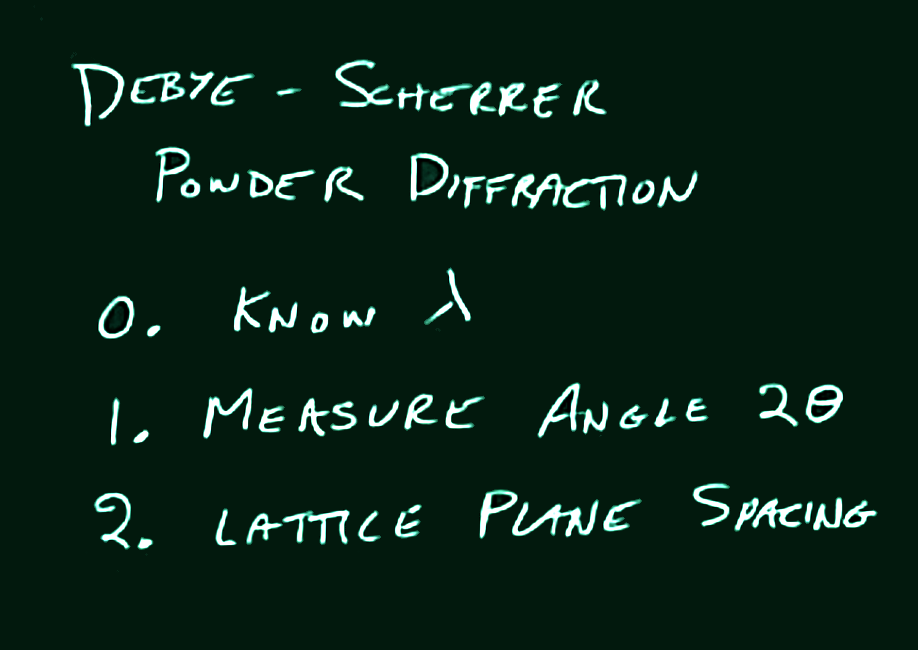 DEBYE - SCHERRER
POWDER DIFFRACTION
0. KNOW λ
1. MEASURE ANGLE 2θ
2. LATTICE PLANE SPACING